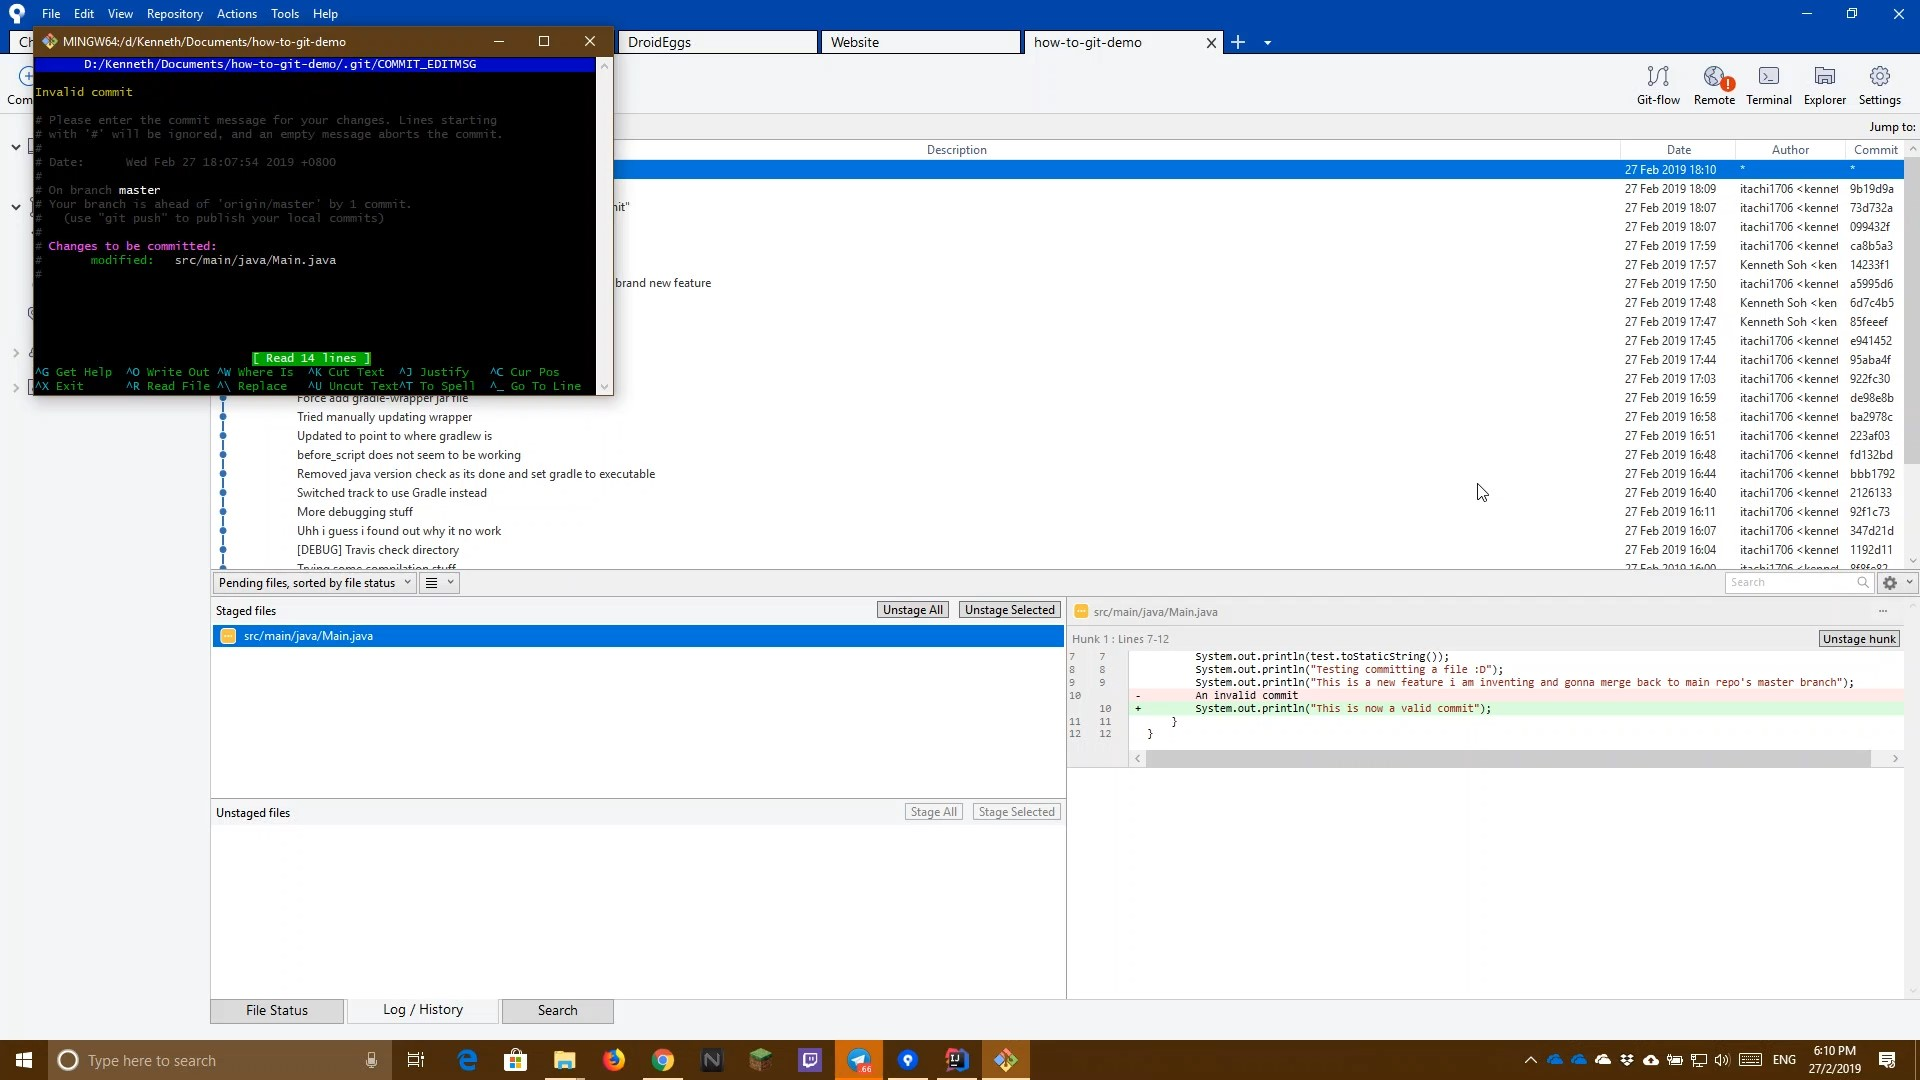 File Edit View Repository Actions Tools Help
MINGW64:/d/Kenneth/Documents/how-to-git-demo
DroidEggs
Website
how-to-git-demo
D:/Kenneth/Documents/how-to-git-demo/.git/COMMIT_EDITMSG
Invalid commit
# Please enter the commit message for your changes. Lines starting
# with '#' will be ignored, and an empty message aborts the commit.
#
# Date:      Wed Feb 27 18:07:54 2019 +0800
#
# On branch master
# Your branch is ahead of 'origin/master' by 1 commit.
#   (use "git push" to publish your local commits)
#
# Changes to be committed:
#       modified:   src/main/java/Main.java
#
[ Read 14 lines ]
^G Get Help ^O Write Out ^W Where Is ^K Cut Text ^J Justify ^C Cur Pos
^X Exit ^R Read File ^\ Replace ^U Uncut Text ^T To Spell ^_ Go To Line
Git-flow Remote Terminal Explorer Settings
Jump to:
Description Date Author Commit
27 Feb 2019 18:10 * *
27 Feb 2019 18:09 itachi1706 <kennet 9b19d9a
27 Feb 2019 18:07 itachi1706 <kennet 73d732a
27 Feb 2019 18:07 itachi1706 <kennet 099432f
27 Feb 2019 17:59 itachi1706 <kennet ca8b5a3
27 Feb 2019 17:57 Kenneth Soh <ken 14233f1
brand new feature 27 Feb 2019 17:50 itachi1706 <kennet a5995d6
27 Feb 2019 17:48 Kenneth Soh <ken 6d7c4b5
27 Feb 2019 17:47 Kenneth Soh <ken 85feeef
27 Feb 2019 17:45 itachi1706 <kennet e941452
27 Feb 2019 17:44 itachi1706 <kennet 95aba4f
27 Feb 2019 17:03 itachi1706 <kennet 922fc30
Force add gradle-wrapper jar file 27 Feb 2019 16:59 itachi1706 <kennet de98e8b
Tried manually updating wrapper 27 Feb 2019 16:58 itachi1706 <kennet ba2978c
Updated to point to where gradlew is 27 Feb 2019 16:51 itachi1706 <kennet 223af03
before_script does not seem to be working 27 Feb 2019 16:48 itachi1706 <kennet fd132bd
Removed java version check as its done and set gradle to executable 27 Feb 2019 16:44 itachi1706 <kennet bbb1792
Switched track to use Gradle instead 27 Feb 2019 16:40 itachi1706 <kennet 2126133
More debugging stuff 27 Feb 2019 16:11 itachi1706 <kennet 92f1c73
Uhh i guess i found out why it no work 27 Feb 2019 16:07 itachi1706 <kennet 347d21d
[DEBUG] Travis check directory 27 Feb 2019 16:04 itachi1706 <kennet 1192d11
Trying some compilation stuff 27 Feb 2019 16:00 itachi1706 <kennet
Pending files, sorted by file status
Search
Staged files Unstage All Unstage Selected
src/main/java/Main.java
src/main/java/Main.java
Hunk 1 : Lines 7-12 Unstage hunk
7 7 System.out.println(test.toStaticString());
8 8 System.out.println("Testing committing a file :D");
9 9 System.out.println("This is a new feature i am inventing and gonna merge back to main repo's master branch");
10 - An invalid commit
10 + System.out.println("This is now a valid commit");
11 11 }
12 12 }
Unstaged files Stage All Stage Selected
File Status Log / History Search
Type here to search
.66
ENG
6:10 PM
27/2/2019